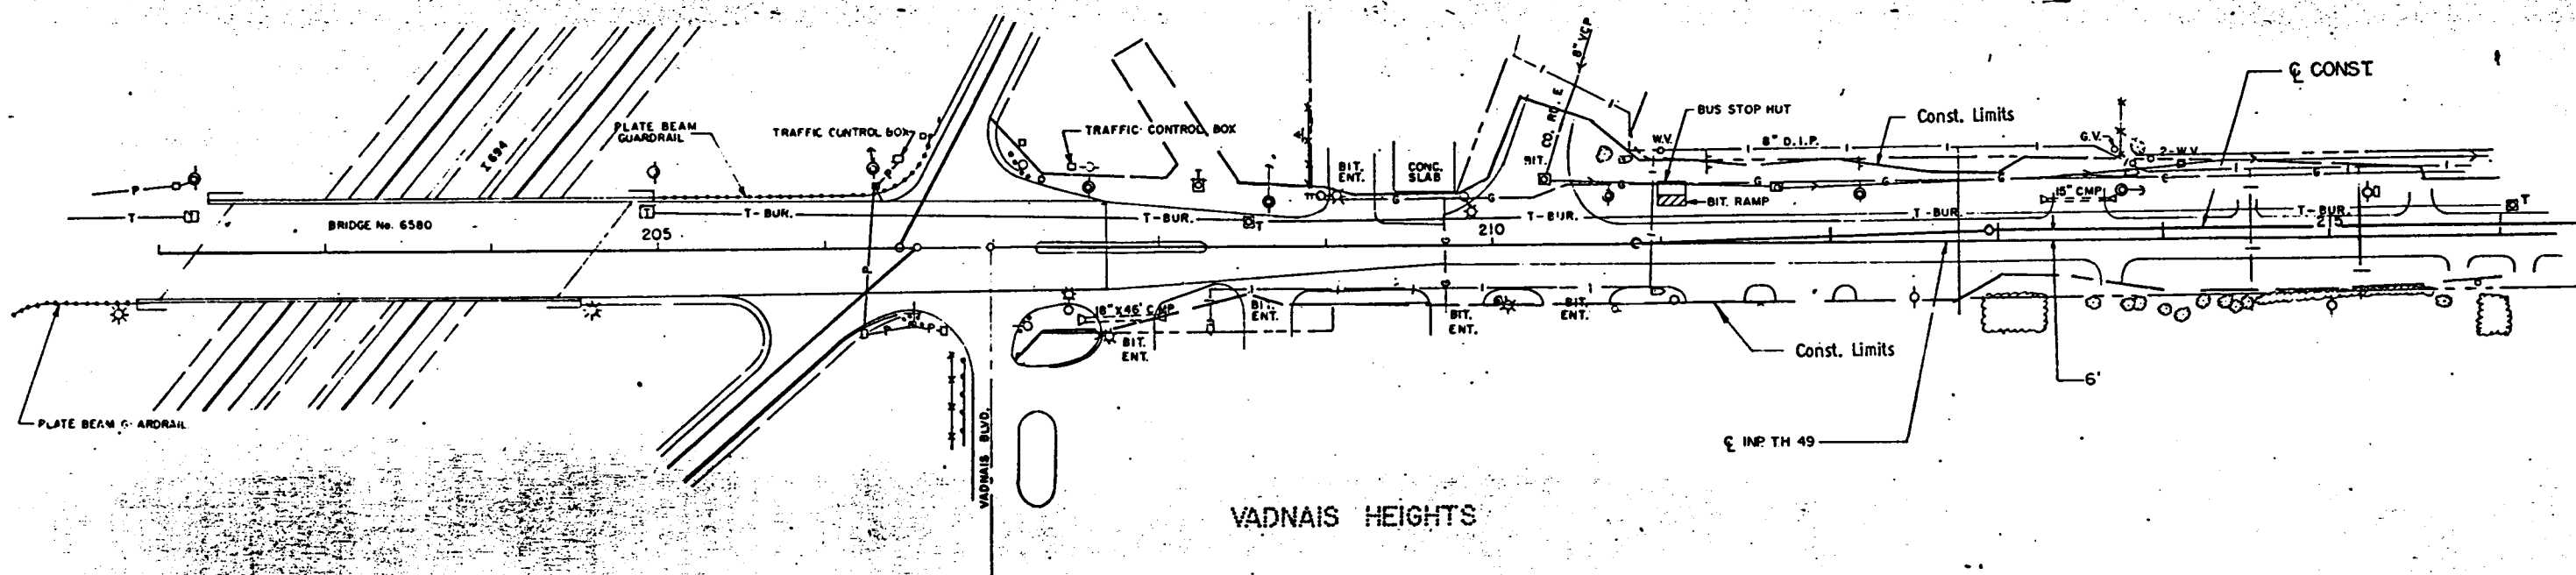 8" VCP
℄ CONST.
PLATE BEAM
GUARDRAIL
TRAFFIC CONTROL BOX
TRAFFIC CONTROL BOX
BUS STOP HUT
Const. Limits
I 694
BIT. CO. RD. E
W.V.
8" D.I.P.
G.V.
2-W.V.
BIT.
ENT.
CONC.
SLAB
P
P
G
G
G
G
G
G
G
15" CMP
T
T
T
T-BUR.
T-BUR.
T
T-BUR.
BIT. RAMP
T-BUR.
T-BUR.
T
BRIDGE No. 6580
205
210
215
P
18" X 46' CMP
BIT.
ENT.
BIT.
ENT.
BIT.
ENT.
BIT.
ENT.
P
P
Const. Limits
6'
PLATE BEAM G ARDRAIL
VADNAIS BLVD.
℄ INP. TH 49
VADNAIS HEIGHTS